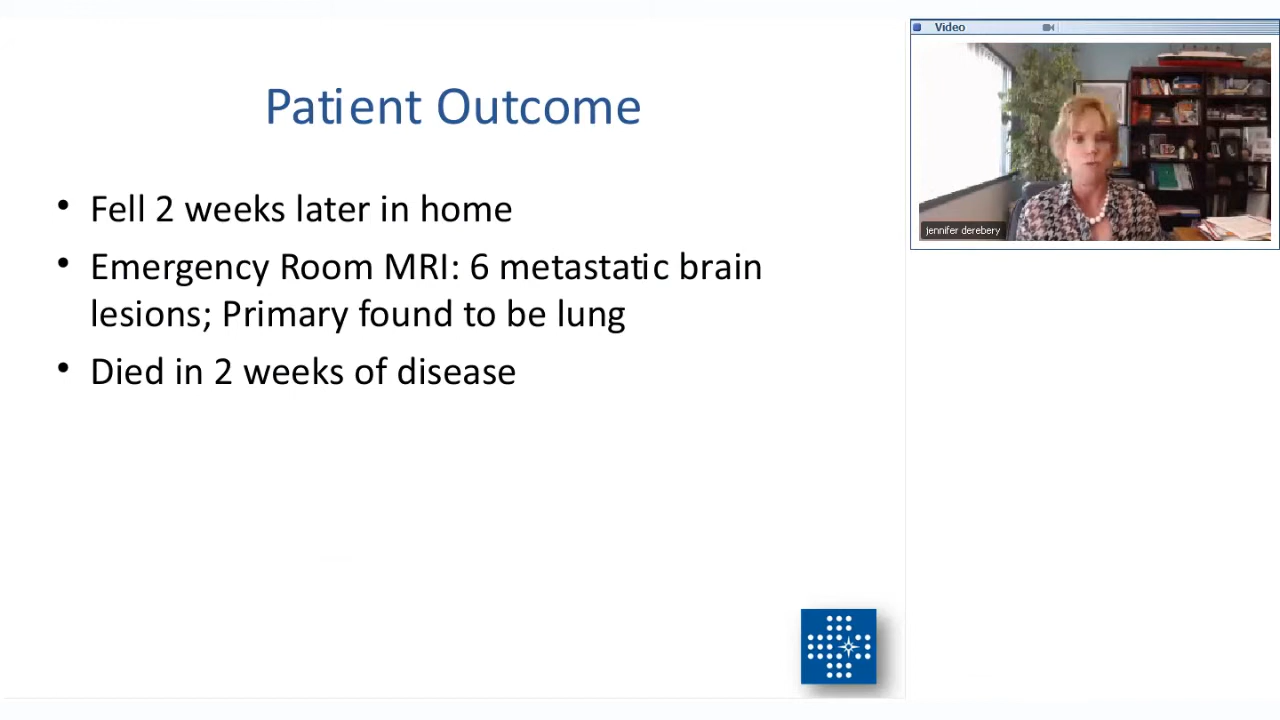 Patient Outcome
• Fell 2 weeks later in home
• Emergency Room MRI: 6 metastatic brain
lesions; Primary found to be lung
• Died in 2 weeks of disease
Video
jennifer derebery